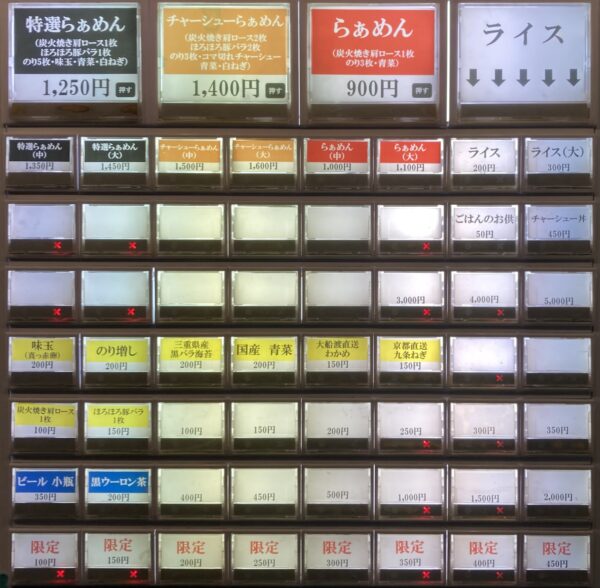 特選らぁめん
(炭火焼き肩ロース1枚
ほろほろ豚バラ1枚
のり5枚・味玉・青菜・白ねぎ)
1,250円 押す
チャーシューらぁめん
(炭火焼き肩ロース2枚
ほろほろ豚バラ2枚
のり3枚・コマ切れチャーシュー
青菜・白ねぎ)
1,400円 押す
らぁめん
(炭火焼き肩ロース1枚
のり3枚・青菜)
900円 押す
ライス
↓ ↓ ↓ ↓ ↓
特選らぁめん
(中)
1,350円
特選らぁめん
(大)
1,450円
チャーシューらぁめん
(中)
1,500円
チャーシューらぁめん
(大)
1,600円
らぁめん
(中)
1,000円
らぁめん
(大)
1,100円
ライス
200円
ライス(大)
300円
ごはんのお供
50円
チャーシュー丼
450円
3,000円
4,000円
5,000円
味玉
(真っ赤卵)
200円
のり増し
200円
三重県産
黒バラ海苔
200円
国産 青菜
200円
大船渡直送
わかめ
150円
京都直送
九条ねぎ
150円
炭火焼き肩ロース
1枚
100円
ほろほろ豚バラ
1枚
150円
100円
150円
200円
250円
300円
350円
ビール 小瓶
350円
黒ウーロン茶
200円
400円
450円
500円
1,000円
1,500円
2,000円
限定
100円
限定
150円
限定
200円
限定
250円
限定
300円
限定
350円
限定
400円
限定
450円